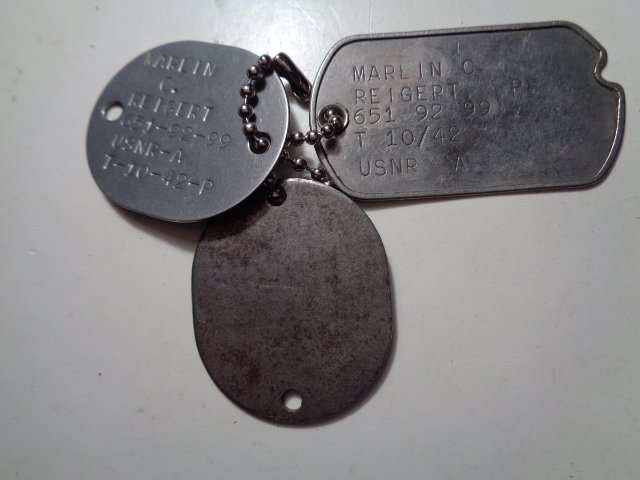 MARLIN
C.
REIGERT
651-92-99
USNR-A
T-10-42-P
MARLIN C
REIGERT P
651 92 99
T 10/42
USNR A